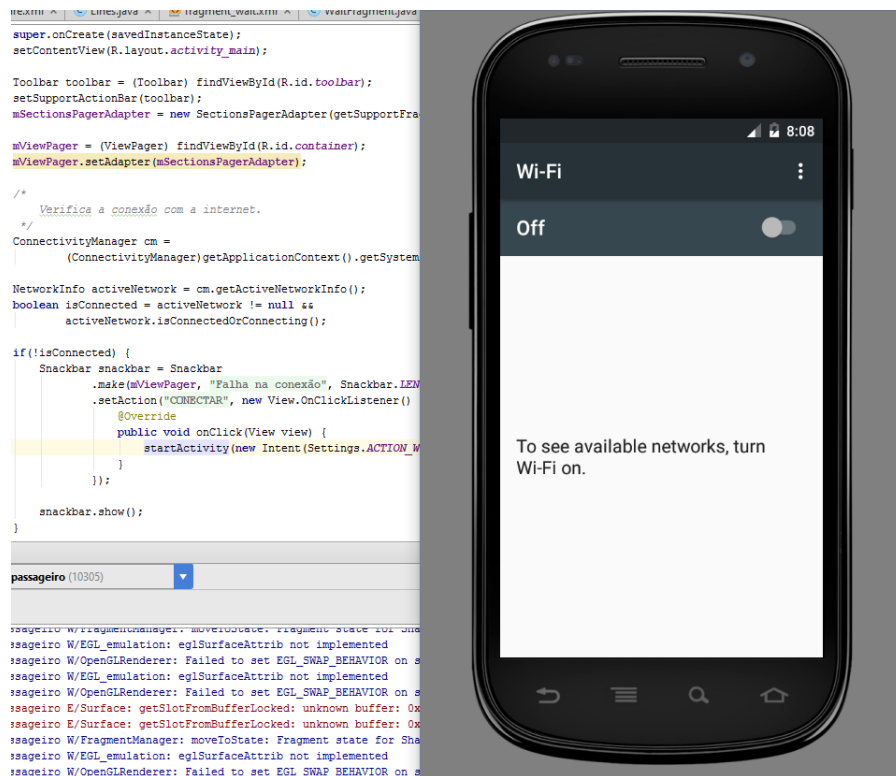 Lines.java × fragment_wait.xml × WaitFragment.java
super.onCreate(savedInstanceState);
setContentView(R.layout.activity_main);
Toolbar toolbar = (Toolbar) findViewById(R.id.toolbar);
setSupportActionBar(toolbar);
mSectionsPagerAdapter = new SectionsPagerAdapter(getSupportFra
mViewPager = (ViewPager) findViewById(R.id.container);
mViewPager.setAdapter(mSectionsPagerAdapter);
/*
Verifica a conexão com a internet.
*/
ConnectivityManager cm =
(ConnectivityManager)getApplicationContext().getSystem
NetworkInfo activeNetwork = cm.getActiveNetworkInfo();
boolean isConnected = activeNetwork != null &&
activeNetwork.isConnectedOrConnecting();
if(!isConnected) {
Snackbar snackbar = Snackbar
.make(mViewPager, "Falha na conexão", Snackbar.LEN
.setAction("CONECTAR", new View.OnClickListener()
@Override
public void onClick(View view) {
startActivity(new Intent(Settings.ACTION_W
}
});
snackbar.show();
}
passageiro (10305)
ssageiro W/FragmentManager: moveToState: Fragment state for Sha
ssageiro W/EGL_emulation: eglSurfaceAttrib not implemented
ssageiro W/OpenGLRenderer: Failed to set EGL_SWAP_BEHAVIOR on s
ssageiro W/EGL_emulation: eglSurfaceAttrib not implemented
ssageiro W/OpenGLRenderer: Failed to set EGL_SWAP_BEHAVIOR on s
ssageiro E/Surface: getSlotFromBufferLocked: unknown buffer: 0x
ssageiro E/Surface: getSlotFromBufferLocked: unknown buffer: 0x
ssageiro W/FragmentManager: moveToState: Fragment state for Sha
ssageiro W/EGL_emulation: eglSurfaceAttrib not implemented
ssageiro W/OpenGLRenderer: Failed to set EGL_SWAP_BEHAVIOR on s
8:08
Wi-Fi
Off
To see available networks, turn
Wi-Fi on.